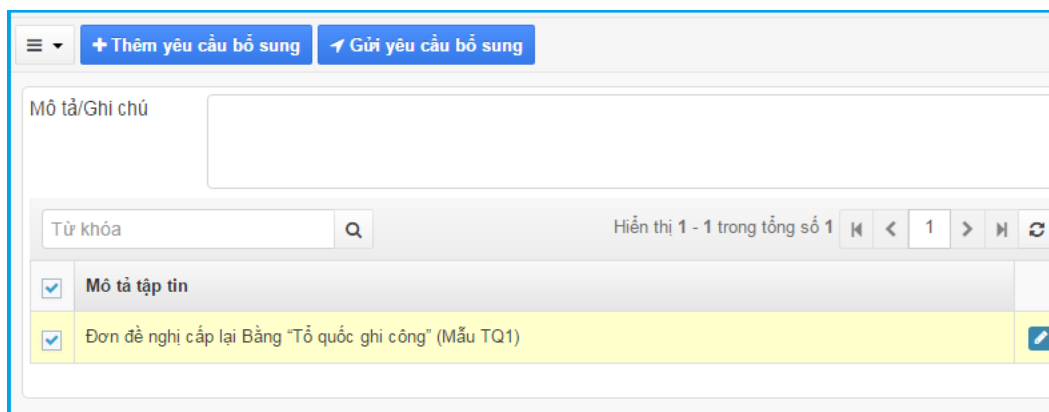 Thêm yêu cầu bổ sung Gửi yêu cầu bổ sung
Mô tả/Ghi chú
Từ khóa Hiển thị 1 - 1 trong tổng số 1 1
Mô tả tập tin
Đơn đề nghị cấp lại Bằng “Tổ quốc ghi công” (Mẫu TQ1)